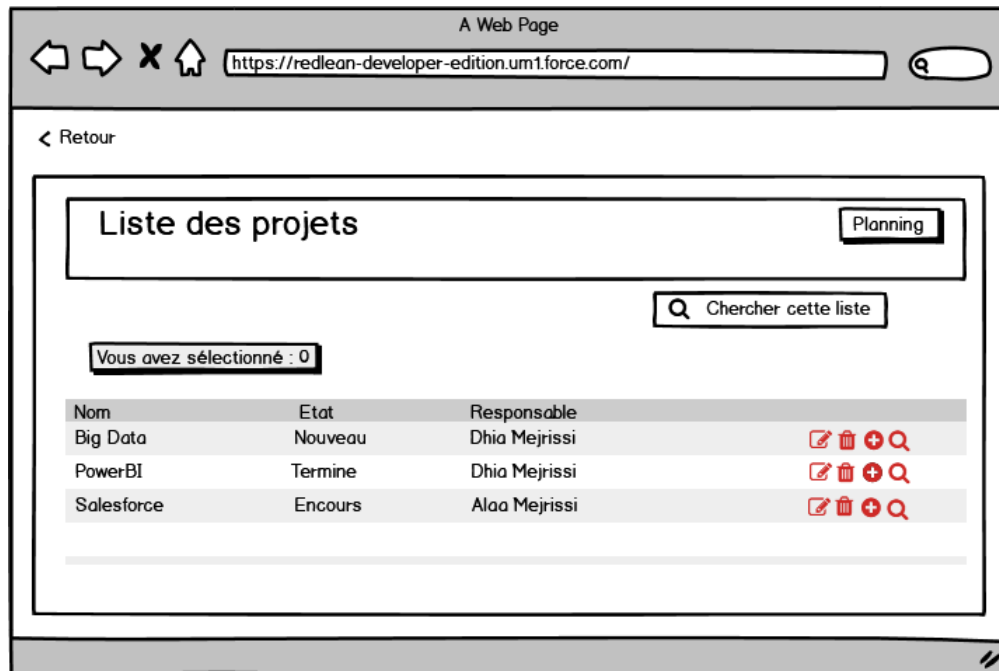 A Web Page
https://redlean-developer-edition.um1.force.com/
Retour
Liste des projets
Planning
Chercher cette liste
Vous avez sélectionné : 0
Nom Etat Responsable
Big Data Nouveau Dhia Mejrissi
PowerBI Termine Dhia Mejrissi
Salesforce Encours Alaa Mejrissi